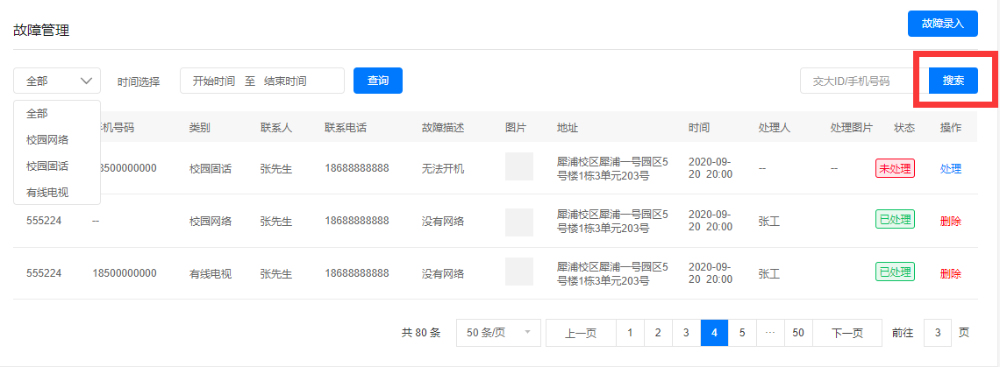 故障管理
故障录入
全部
时间选择
开始时间 至 结束时间
查询
交大ID/手机号码
搜索
全部
校园网络
校园固话
有线电视
手机号码 类别 联系人 联系电话 故障描述 图片 地址 时间 处理人 处理图片 状态 操作
18500000000 校园固话 张先生 18688888888 无法开机 犀浦校区犀浦一号园区5 2020-09- -- -- 未处理 处理
号楼1栋3单元203号 20 20:00
555224 -- 校园网络 张先生 18688888888 没有网络 犀浦校区犀浦一号园区5 2020-09- 张工 已处理 删除
号楼1栋3单元203号 20 20:00
555224 18500000000 有线电视 张先生 18688888888 没有网络 犀浦校区犀浦一号园区5 2020-09- 张工 已处理 删除
号楼1栋3单元203号 20 20:00
共 80 条 50 条/页 上一页 1 2 3 4 5 ··· 50 下一页 前往 3 页